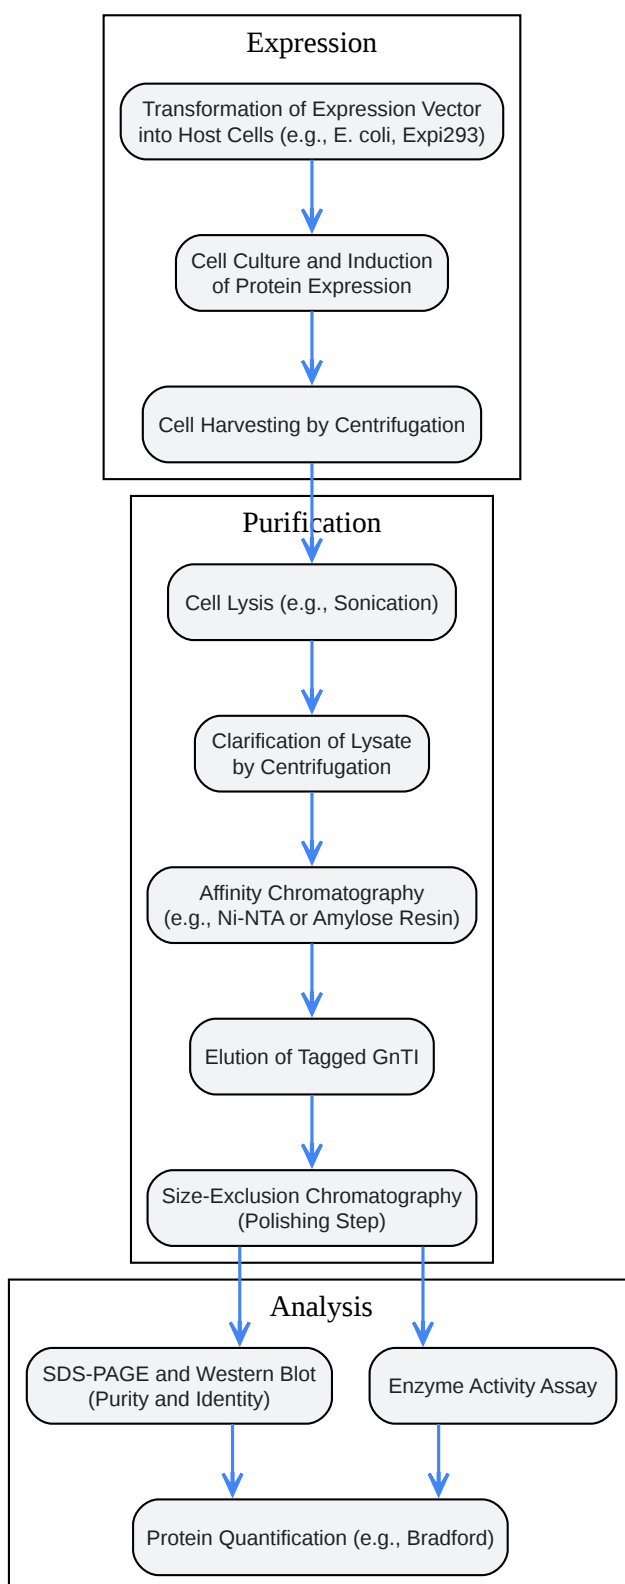 Expression
Transformation of Expression Vector
into Host Cells (e.g., E. coli, Expi293)
Cell Culture and Induction
of Protein Expression
Cell Harvesting by Centrifugation
Purification
Cell Lysis (e.g., Sonication)
Clarification of Lysate
by Centrifugation
Affinity Chromatography
(e.g., Ni-NTA or Amylose Resin)
Elution of Tagged GnTI
Size-Exclusion Chromatography
(Polishing Step)
Analysis
SDS-PAGE and Western Blot
(Purity and Identity)
Enzyme Activity Assay
Protein Quantification (e.g., Bradford)